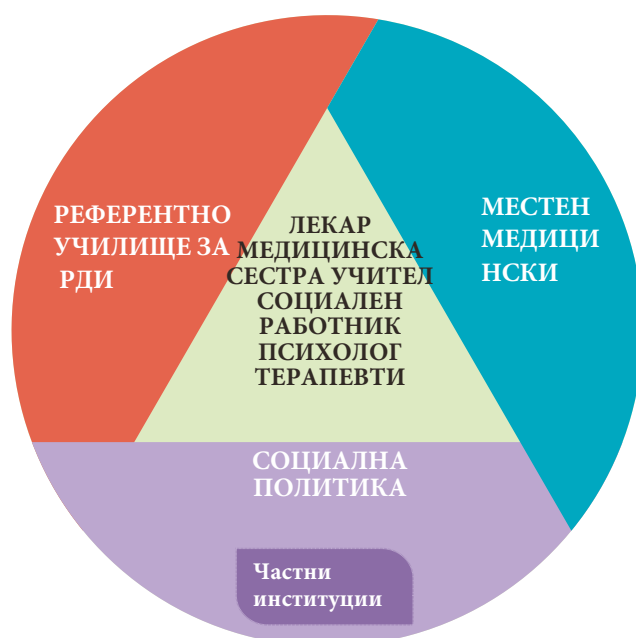 РЕФЕРЕНТНО
УЧИЛИЩЕ ЗА
РДИ
ЛЕКАР
МЕДИЦИНСКА
СЕСТРА УЧИТЕЛ
СОЦИАЛЕН
РАБОТНИК
ПСИХОЛОГ
ТЕРАПЕВТИ
МЕСТЕН
МЕДИЦИ
НСКИ
СОЦИАЛНА
ПОЛИТИКА
Частни
институции